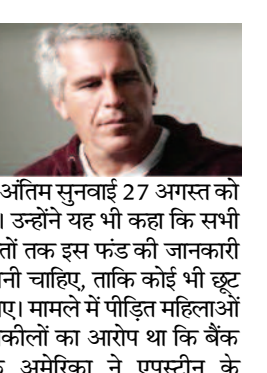 अंतिम सुनवाई 27 अगस्त को
। उन्होंने यह भी कहा कि सभी
तों तक इस फंड की जानकारी
नी चाहिए, ताकि कोई भी छूट
ए। मामले में पीड़ित महिलाओं
कीलों का आरोप था कि बैंक
अमेरिका ने एपस्टीन के